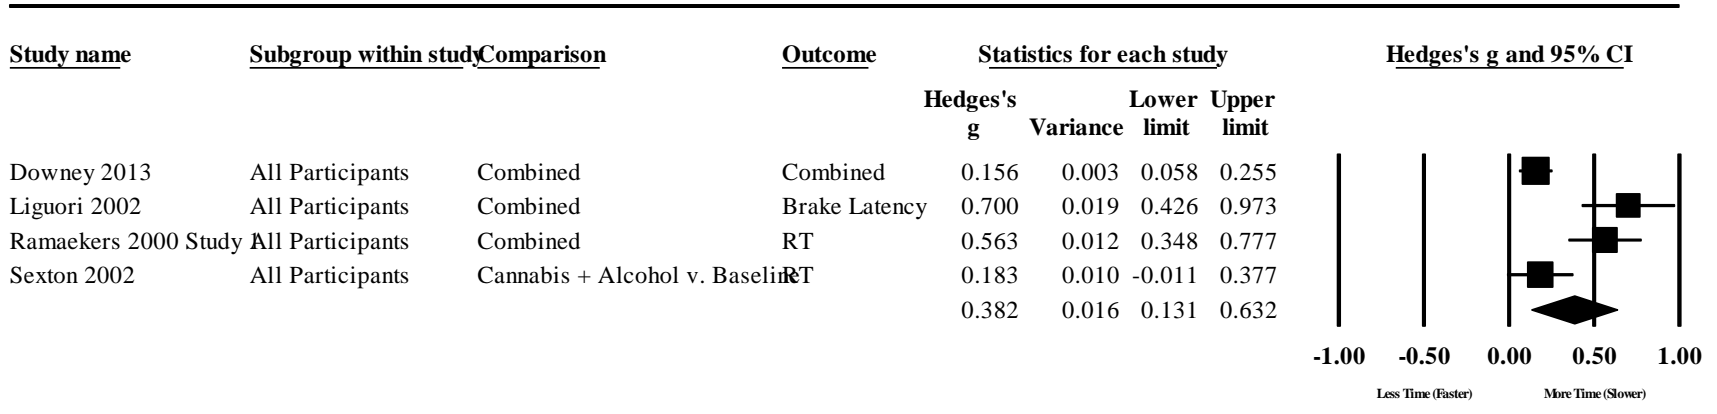 Study name Subgroup within study Comparison Outcome Statistics for each study Hedges's g and 95% CI
Hedges's Lower Upper
g Variance limit limit
Downey 2013 All Participants Combined Combined 0.156 0.003 0.058 0.255
Liguori 2002 All Participants Combined Brake Latency 0.700 0.019 0.426 0.973
Ramaekers 2000 Study 1 All Participants Combined RT 0.563 0.012 0.348 0.777
Sexton 2002 All Participants Cannabis + Alcohol v. Baseline RT 0.183 0.010 -0.011 0.377
0.382 0.016 0.131 0.632
-1.00 -0.50 0.00 0.50 1.00
Less Time (Faster) More Time (Slower)